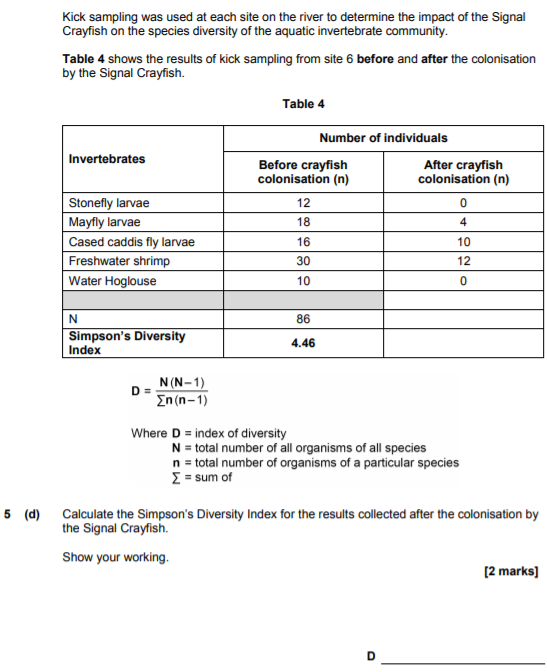 Kick sampling was used at each site on the river to determine the impact of the Signal
Crayfish on the species diversity of the aquatic invertebrate community.
Table 4 shows the results of kick sampling from site 6 before and after the colonisation
by the Signal Crayfish.
Table 4
Invertebrates
Number of individuals
Before crayfish
colonisation (n)
After crayfish
colonisation (n)
Stonefly larvae 12 0
Mayfly larvae 18 4
Cased caddis fly larvae 16 10
Freshwater shrimp 30 12
Water Hoglouse 10 0
N 86
Simpson's Diversity
Index 4.46
D = N(N–1)
Σn(n–1)
Where D = index of diversity
N = total number of all organisms of all species
n = total number of organisms of a particular species
Σ = sum of
5 (d) Calculate the Simpson's Diversity Index for the results collected after the colonisation by
the Signal Crayfish.
Show your working.
[2 marks]
D